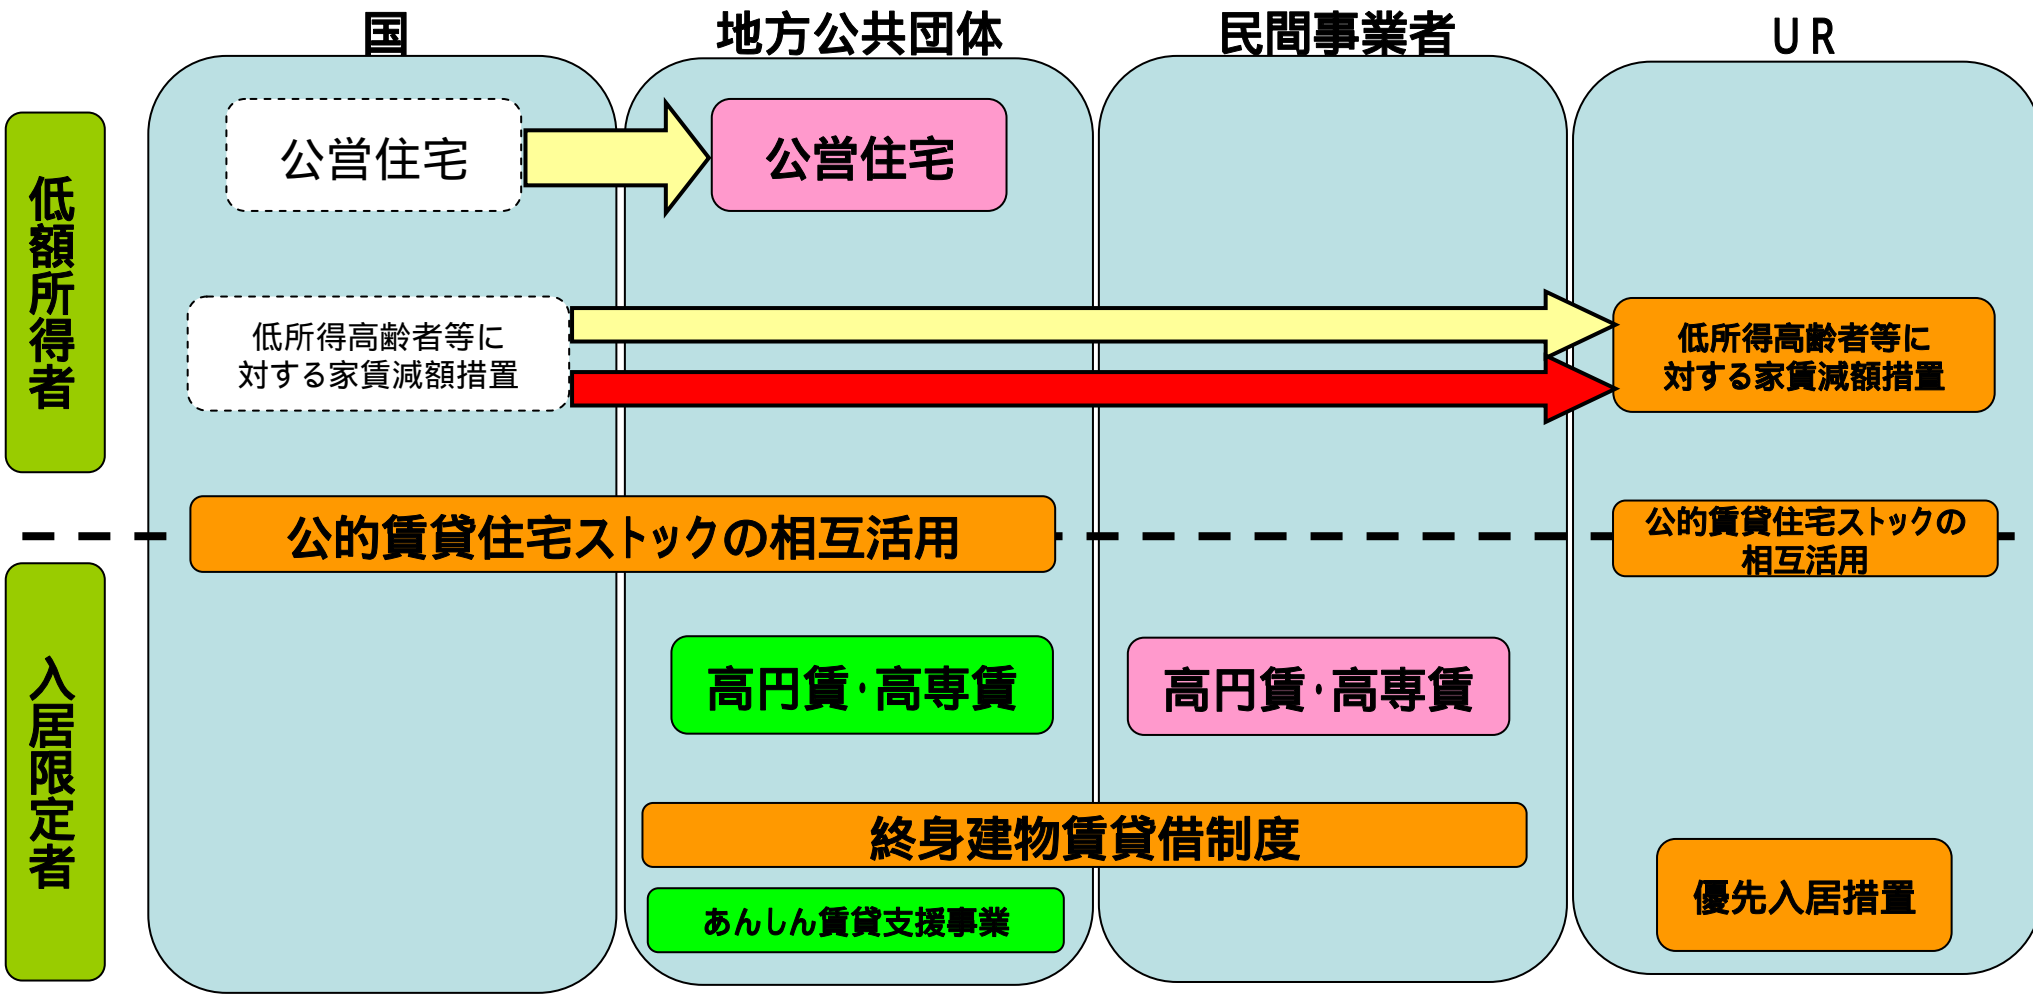 国
地方公共団体
民間事業者
ＵＲ
低額所得者
公営住宅
公営住宅
低所得高齢者等に
対する家賃減額措置
低所得高齢者等に
対する家賃減額措置
公的賃貸住宅ストックの相互活用
公的賃貸住宅ストックの
相互活用
入居限定者
高円賃・高専賃
高円賃・高専賃
終身建物賃貸借制度
優先入居措置
あんしん賃貸支援事業